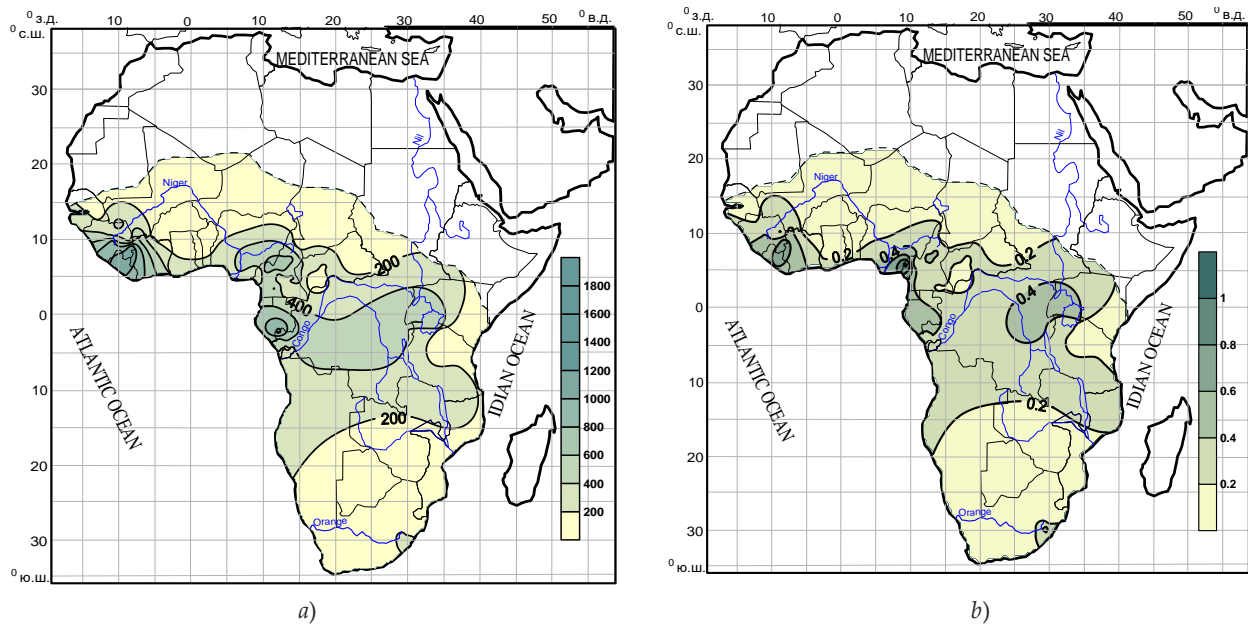 ⁰ з.д. 10 0 10 20 30 40 50 ⁰ в.д.
⁰ с.ш.
MEDITERRANEAN SEA
30
Nil
20
Niger
10
200
400
0
Congo
ATLANTIC OCEAN
IDIAN OCEAN
10
200
20
Orange
30
⁰ ю.ш.
1800
1600
1400
1200
1000
800
600
400
200
a)
⁰ з.д. 10 0 10 20 30 40 50 ⁰ в.д.
⁰ с.ш.
MEDITERRANEAN SEA
30
Nil
20
Niger
10
0.2
0.4
0.2
0.4
0
Congo
ATLANTIC OCEAN
IDIAN OCEAN
10
0.2
20
Orange
30
⁰ ю.ш.
1
0.8
0.6
0.4
0.2
b)